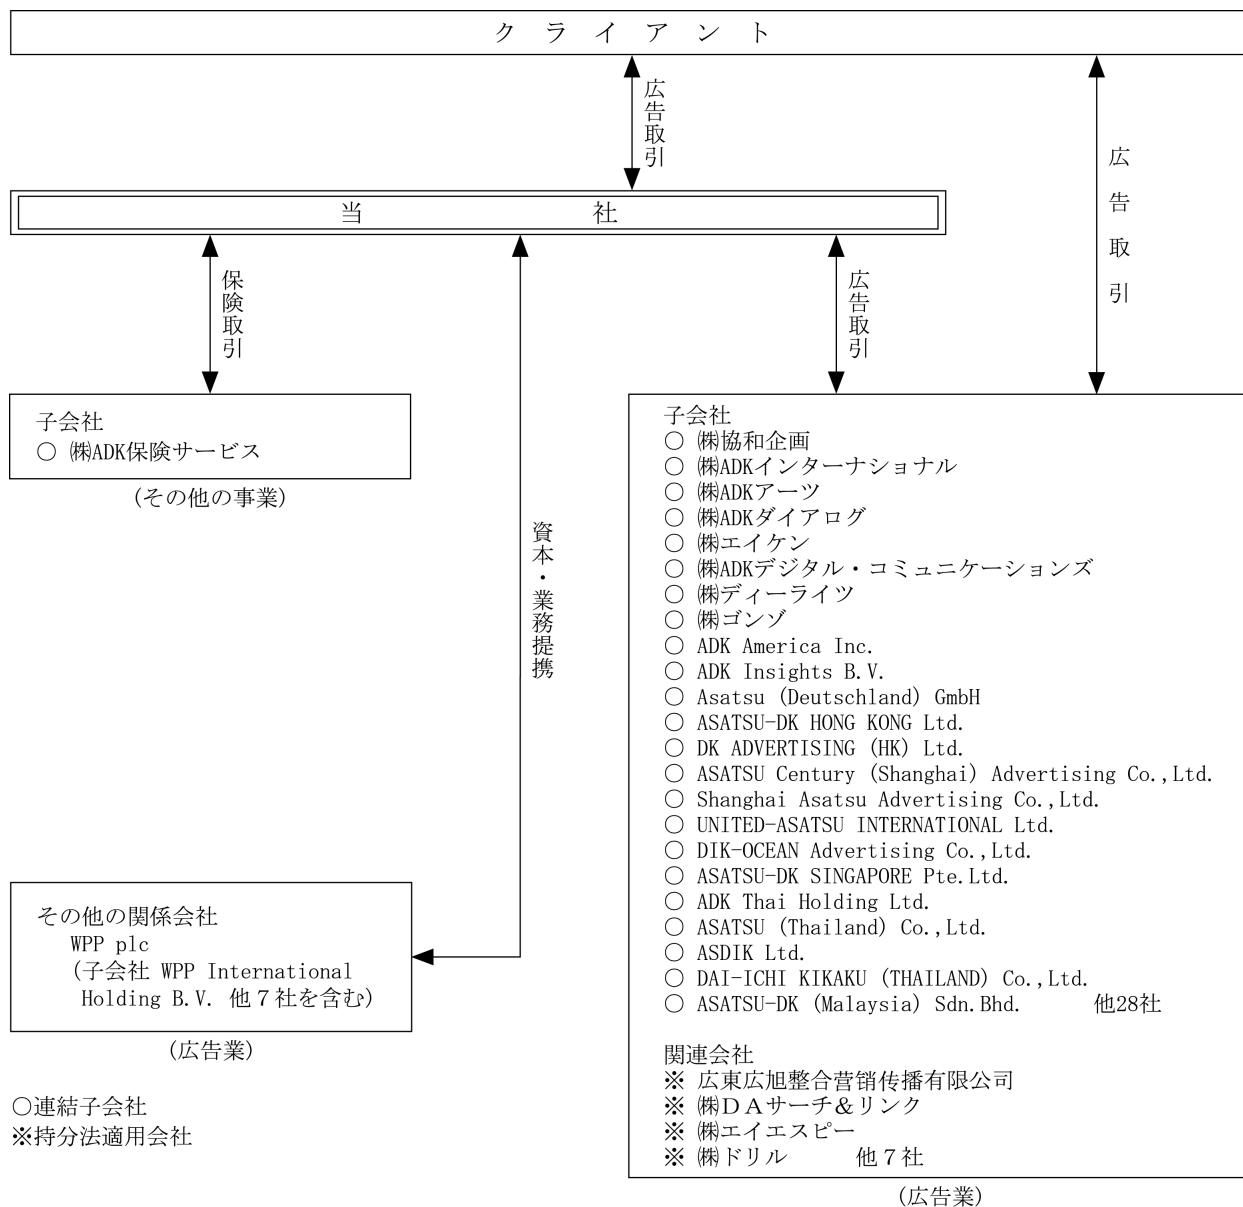 クライアント
広告取引
広告取引
当社
保険取引
広告取引
子会社
○ ㈱ADK保険サービス
(その他の事業)
資本・業務提携
その他の関係会社
WPP plc
(子会社 WPP International
Holding B.V. 他７社を含む)
(広告業)
子会社
○ ㈱協和企画
○ ㈱ADKインターナショナル
○ ㈱ADKアーツ
○ ㈱ADKダイアログ
○ ㈱エイケン
○ ㈱ADKデジタル・コミュニケーションズ
○ ㈱ディーライツ
○ ㈱ゴンゾ
○ ADK America Inc.
○ ADK Insights B.V.
○ Asatsu (Deutschland) GmbH
○ ASATSU-DK HONG KONG Ltd.
○ DK ADVERTISING (HK) Ltd.
○ ASATSU Century (Shanghai) Advertising Co.,Ltd.
○ Shanghai Asatsu Advertising Co.,Ltd.
○ UNITED-ASATSU INTERNATIONAL Ltd.
○ DIK-OCEAN Advertising Co.,Ltd.
○ ASATSU-DK SINGAPORE Pte.Ltd.
○ ADK Thai Holding Ltd.
○ ASATSU (Thailand) Co.,Ltd.
○ ASDIK Ltd.
○ DAI-ICHI KIKAKU (THAILAND) Co.,Ltd.
○ ASATSU-DK (Malaysia) Sdn.Bhd. 他28社
関連会社
※ 広東広旭整合营销传播有限公司
※ ㈱ＤＡサーチ&リンク
※ ㈱エイエスピー
※ ㈱ドリル 他７社
(広告業)
○連結子会社
※持分法適用会社